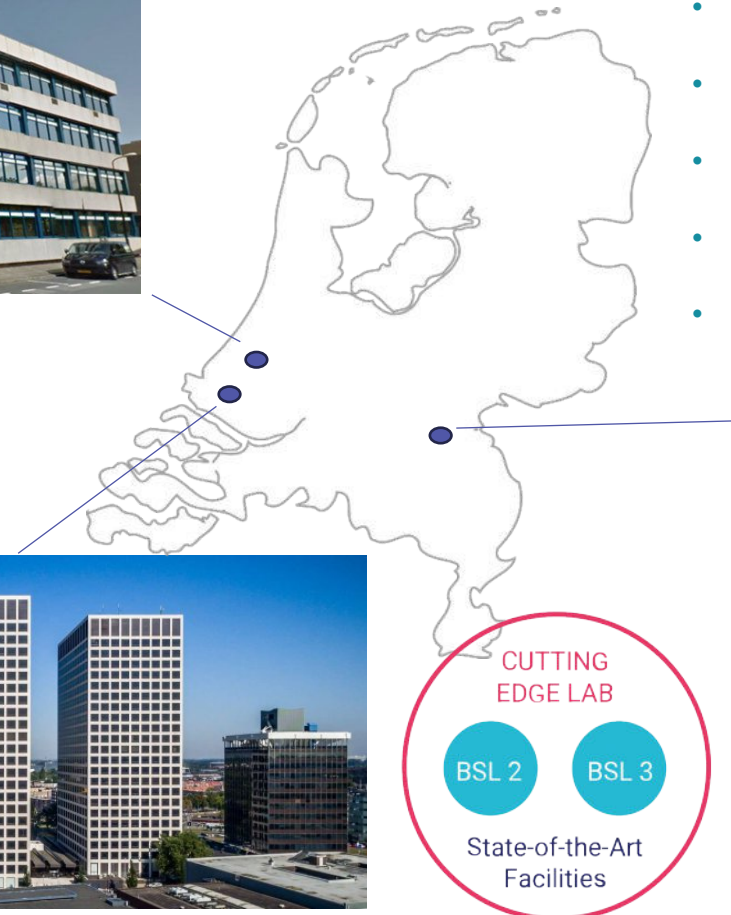 CUTTING
EDGE LAB
BSL 2
BSL 3
State-of-the-Art
Facilities